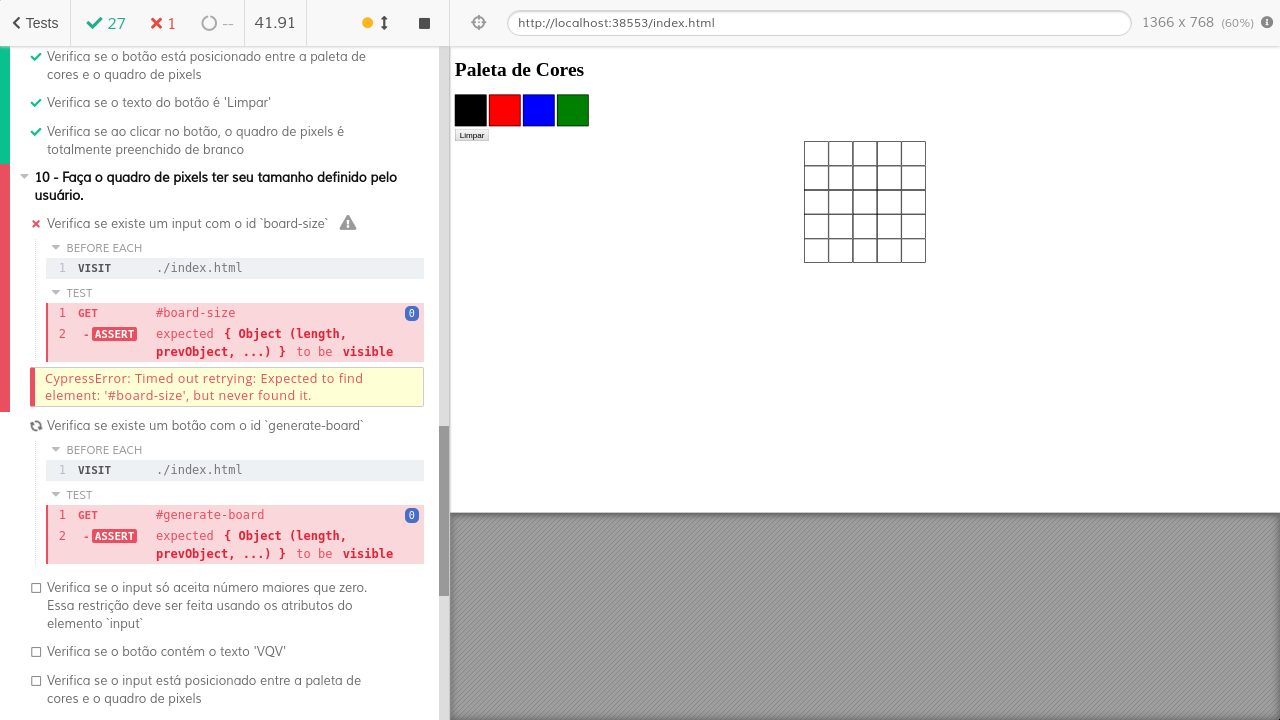 Tests 27 1 -- 41.91 http://localhost:38553/index.html 1366 x 768 (60%)
Verifica se o botão está posicionado entre a paleta de
cores e o quadro de pixels
Verifica se o texto do botão é 'Limpar'
Verifica se ao clicar no botão, o quadro de pixels é
totalmente preenchido de branco
10 - Faça o quadro de pixels ter seu tamanho definido pelo
usuário.
Verifica se existe um input com o id `board-size`
BEFORE EACH
1 VISIT ./index.html
TEST
1 GET #board-size 0
2 - ASSERT expected { Object (length,
prevObject, ...) } to be visible
CypressError: Timed out retrying: Expected to find
element: '#board-size', but never found it.
Verifica se existe um botão com o id `generate-board`
BEFORE EACH
1 VISIT ./index.html
TEST
1 GET #generate-board 0
2 - ASSERT expected { Object (length,
prevObject, ...) } to be visible
Verifica se o input só aceita número maiores que zero.
Essa restrição deve ser feita usando os atributos do
elemento `input`
Verifica se o botão contém o texto 'VQV'
Verifica se o input está posicionado entre a paleta de
cores e o quadro de pixels
Paleta de Cores
Limpar